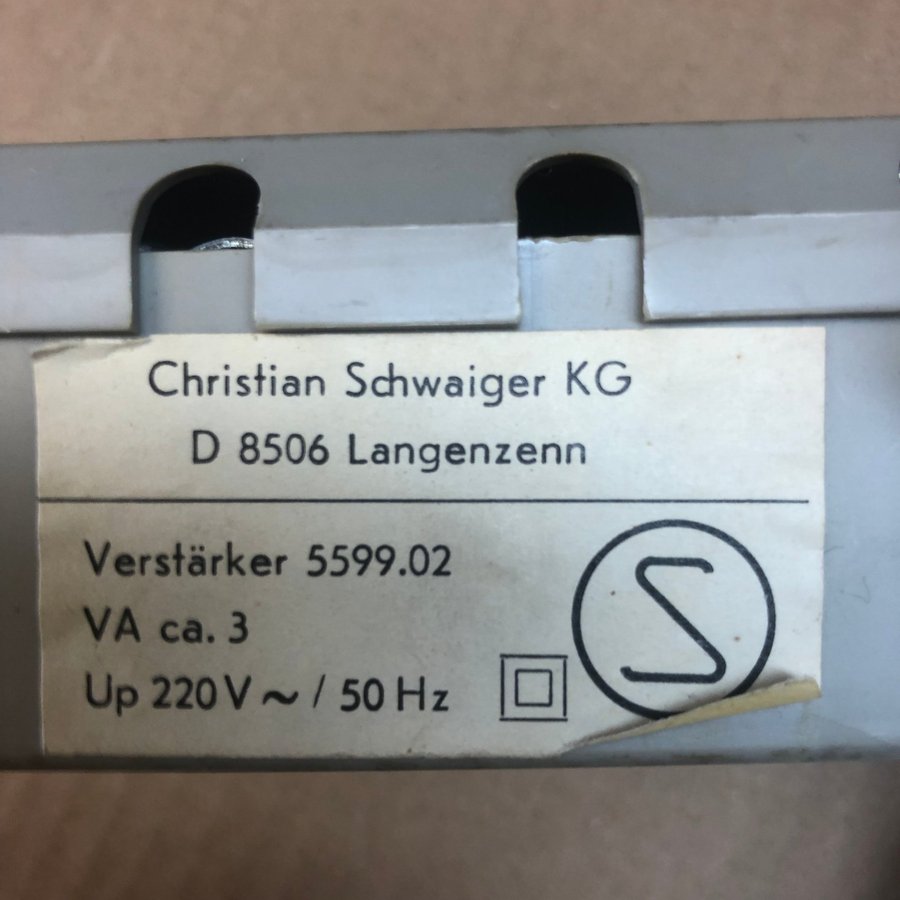 Christian Schwaiger KG
D 8506 Langenzenn
Verstärker 5599.02
VA ca. 3
Up 220 V ~ / 50 Hz
S